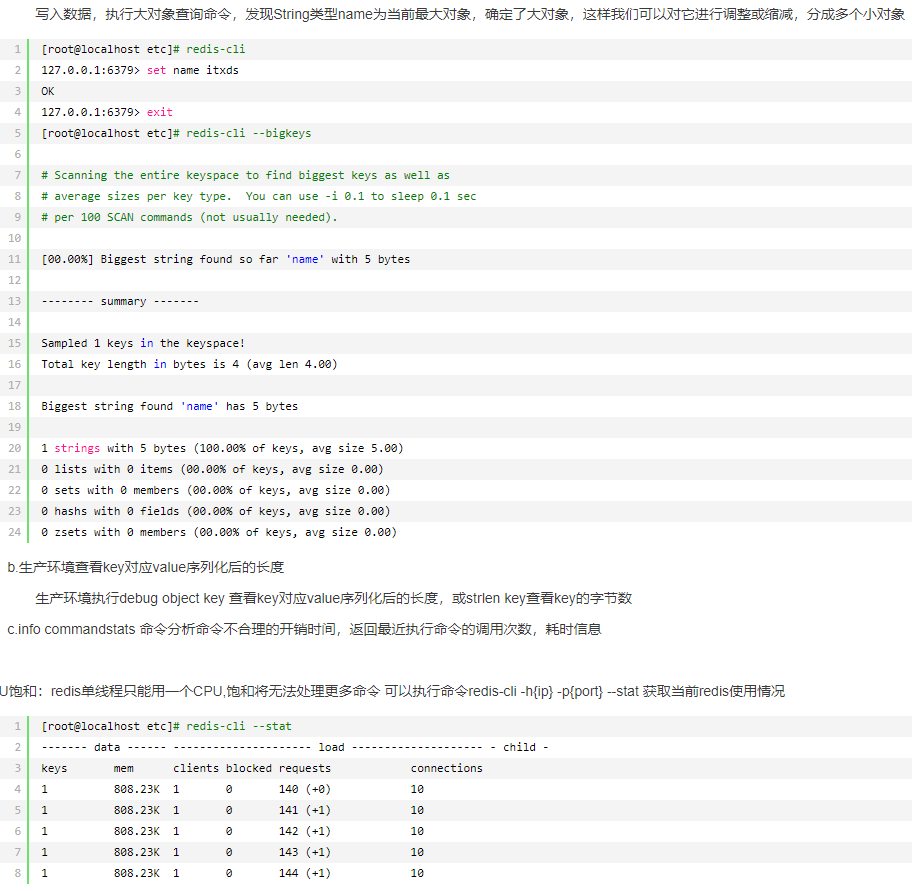 写入数据，执行大对象查询命令，发现String类型name为当前最大对象，确定了大对象，这样我们可以对它进行调整或缩减，分成多个小对象
1 [root@localhost etc]# redis-cli
2 127.0.0.1:6379> set name itxds
3 OK
4 127.0.0.1:6379> exit
5 [root@localhost etc]# redis-cli --bigkeys
6
7 # Scanning the entire keyspace to find biggest keys as well as
8 # average sizes per key type.  You can use -i 0.1 to sleep 0.1 sec
9 # per 100 SCAN commands (not usually needed).
10
11 [00.00%] Biggest string found so far 'name' with 5 bytes
12
13 -------- summary -------
14
15 Sampled 1 keys in the keyspace!
16 Total key length in bytes is 4 (avg len 4.00)
17
18 Biggest string found 'name' has 5 bytes
19
20 1 strings with 5 bytes (100.00% of keys, avg size 5.00)
21 0 lists with 0 items (00.00% of keys, avg size 0.00)
22 0 sets with 0 members (00.00% of keys, avg size 0.00)
23 0 hashs with 0 fields (00.00% of keys, avg size 0.00)
24 0 zsets with 0 members (00.00% of keys, avg size 0.00)
b.生产环境查看key对应value序列化后的长度
生产环境执行debug object key 查看key对应value序列化后的长度，或strlen key查看key的字节数
c.info commandstats 命令分析命令不合理的开销时间，返回最近执行命令的调用次数，耗时信息
U饱和：redis单线程只能用一个CPU,饱和将无法处理更多命令 可以执行命令redis-cli -h{ip} -p{port} --stat 获取当前redis使用情况
1 [root@localhost etc]# redis-cli --stat
2 ------- data ------ --------------------- load -------------------- - child -
3 keys       mem      clients blocked requests            connections
4 1          808.23K  1       0       140 (+0)            10
5 1          808.23K  1       0       141 (+1)            10
6 1          808.23K  1       0       142 (+1)            10
7 1          808.23K  1       0       143 (+1)            10
8 1          808.23K  1       0       144 (+1)            10